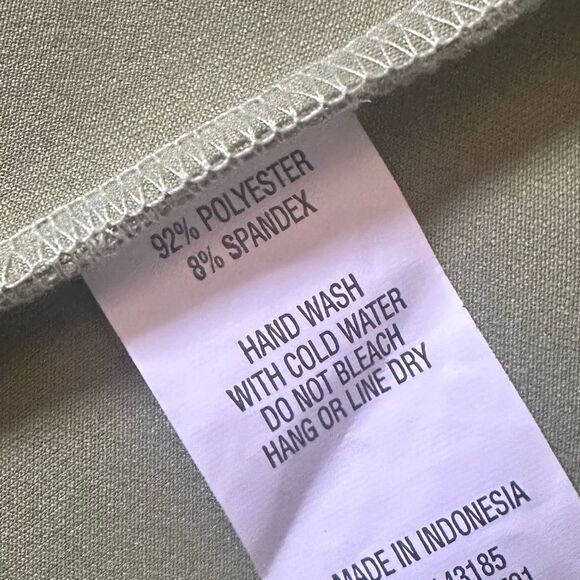 92% POLYESTER
8% SPANDEX
HAND WASH
WITH COLD WATER
DO NOT BLEACH
HANG OR LINE DRY
MADE IN INDONESIA
43185